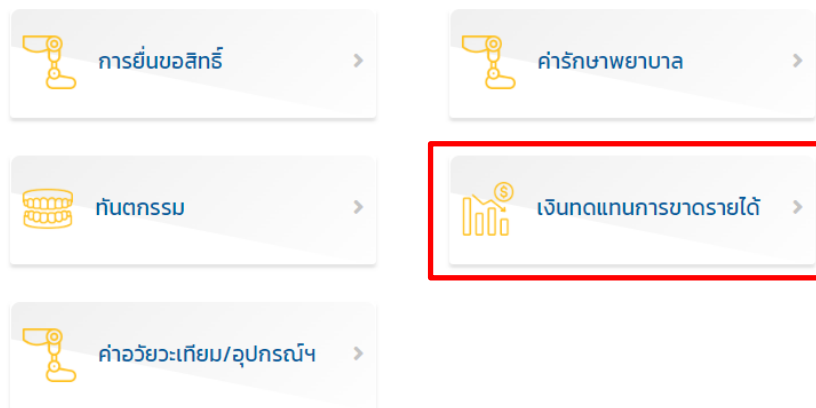 การยื่นขอสิทธิ์
ค่ารักษาพยาบาล
ทันตกรรม
เงินทดแทนการขาดรายได้
ค่าอวัยวะเทียม/อุปกรณ์ฯ